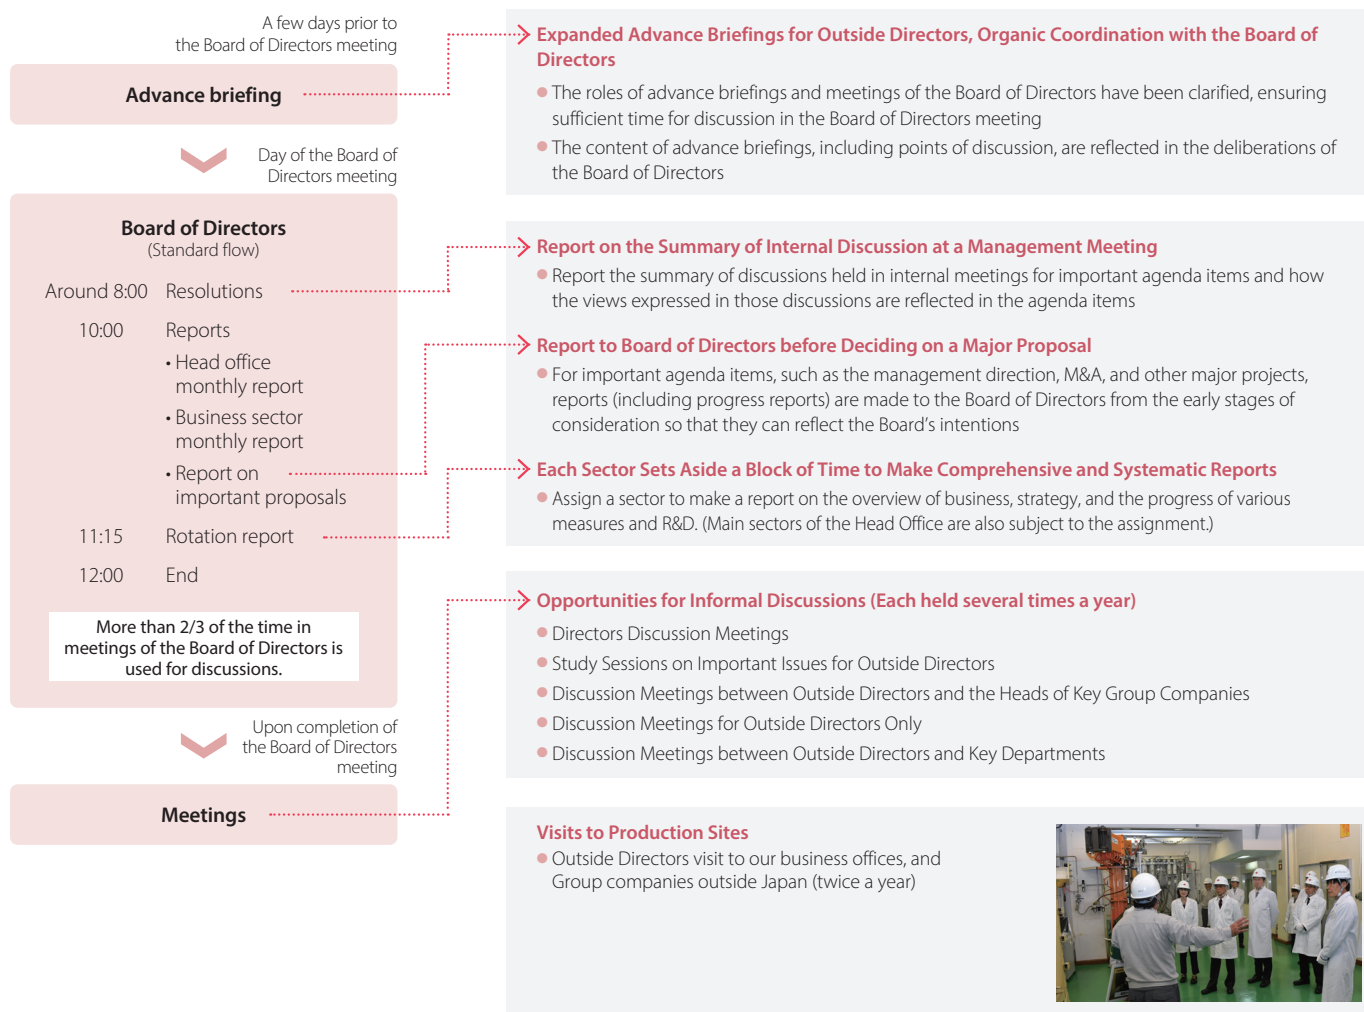 A few days prior to
the Board of Directors meeting
Advance briefing
Day of the Board of
Directors meeting
Board of Directors
(Standard flow)
Around 8:00 Resolutions
10:00 Reports
• Head office
monthly report
• Business sector
monthly report
• Report on
important proposals
11:15 Rotation report
12:00 End
More than 2/3 of the time in
meetings of the Board of Directors is
used for discussions.
Upon completion of
the Board of Directors
meeting
Meetings
Expanded Advance Briefings for Outside Directors, Organic Coordination with the Board of
Directors
● The roles of advance briefings and meetings of the Board of Directors have been clarified, ensuring
sufficient time for discussion in the Board of Directors meeting
● The content of advance briefings, including points of discussion, are reflected in the deliberations of
the Board of Directors
Report on the Summary of Internal Discussion at a Management Meeting
● Report the summary of discussions held in internal meetings for important agenda items and how
the views expressed in those discussions are reflected in the agenda items
Report to Board of Directors before Deciding on a Major Proposal
● For important agenda items, such as the management direction, M&A, and other major projects,
reports (including progress reports) are made to the Board of Directors from the early stages of
consideration so that they can reflect the Board's intentions
Each Sector Sets Aside a Block of Time to Make Comprehensive and Systematic Reports
● Assign a sector to make a report on the overview of business, strategy, and the progress of various
measures and R&D. (Main sectors of the Head Office are also subject to the assignment.)
Opportunities for Informal Discussions (Each held several times a year)
● Directors Discussion Meetings
● Study Sessions on Important Issues for Outside Directors
● Discussion Meetings between Outside Directors and the Heads of Key Group Companies
● Discussion Meetings for Outside Directors Only
● Discussion Meetings between Outside Directors and Key Departments
Visits to Production Sites
● Outside Directors visit to our business offices, and
Group companies outside Japan (twice a year)